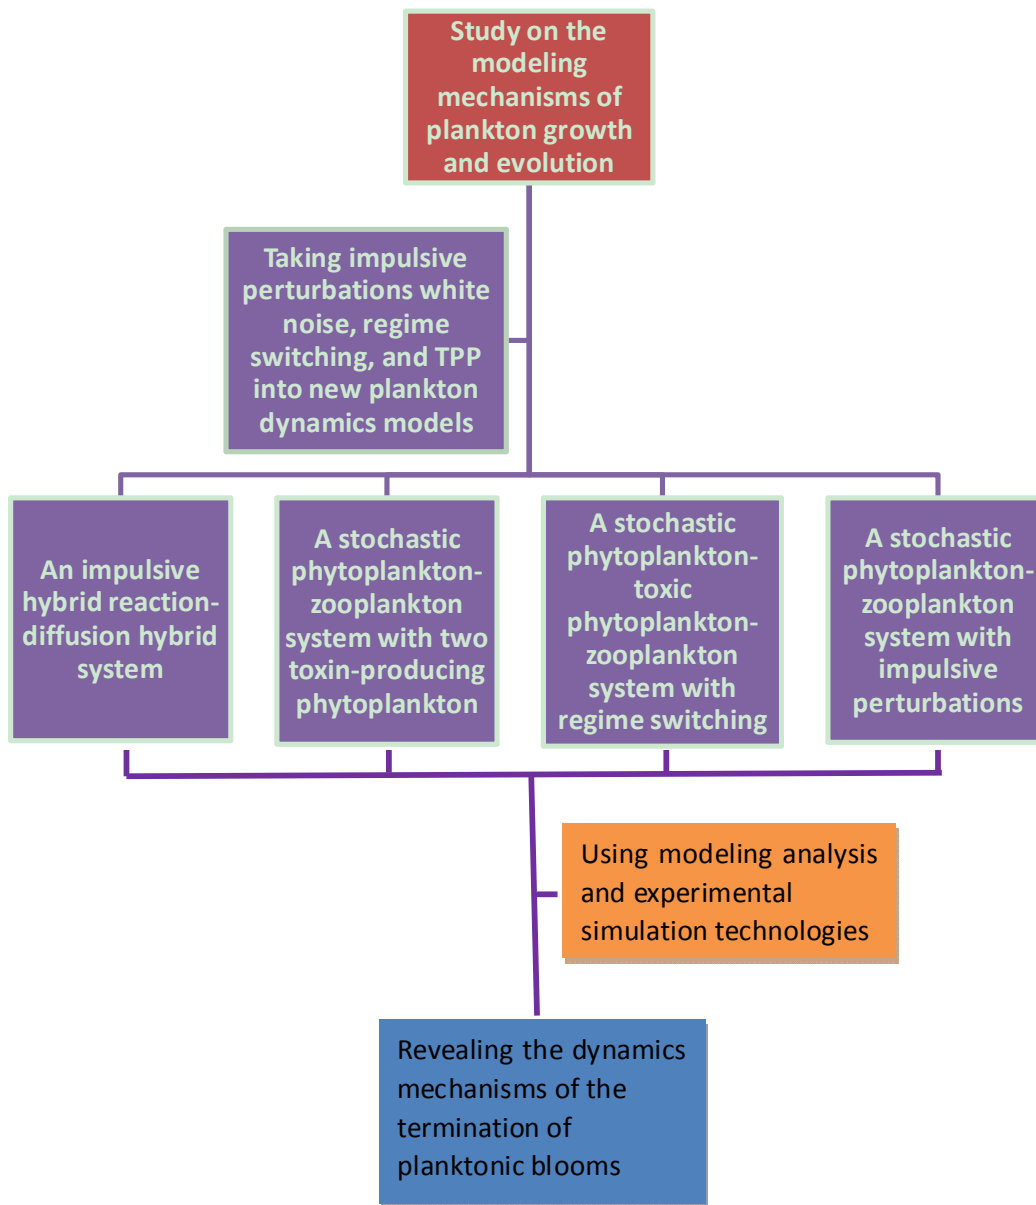 Study on the
modeling
mechanisms of
plankton growth
and evolution
Taking impulsive
perturbations white
noise, regime
switching, and TPP
into new plankton
dynamics models
An impulsive
hybrid reaction-
diffusion hybrid
system
A stochastic
phytoplankton-
zooplankton
system with two
toxin-producing
phytoplankton
A stochastic
phytoplankton-
toxic
phytoplankton-
zooplankton
system with
regime switching
A stochastic
phytoplankton-
zooplankton
system with
impulsive
perturbations
Using modeling analysis
and experimental
simulation technologies
Revealing the dynamics
mechanisms of the
termination of
planktonic blooms